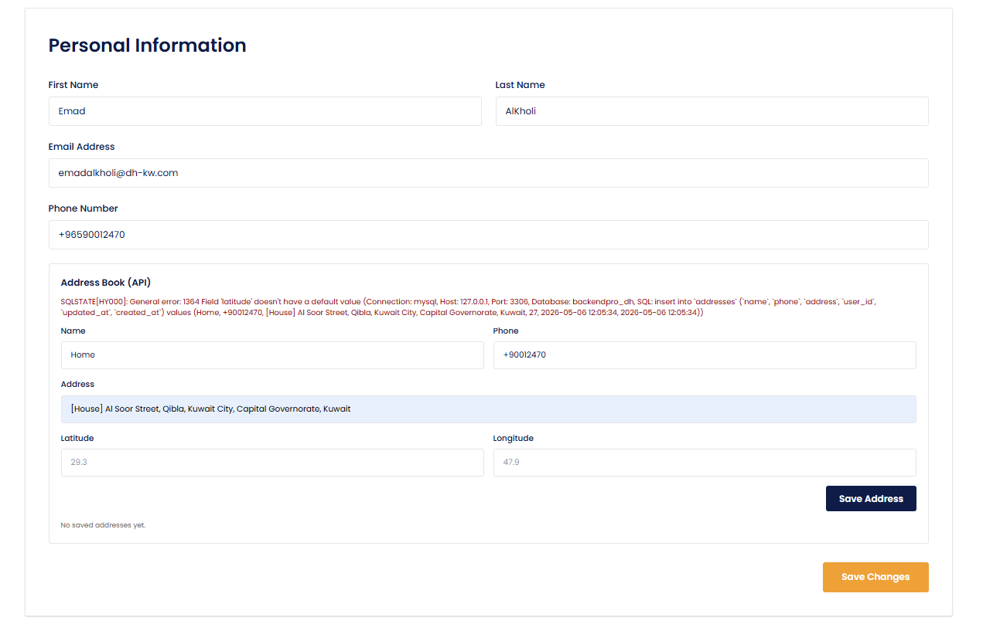 Personal Information
First Name
Last Name
Emad
AlKholi
Email Address
emadalkholi@dh-kw.com
Phone Number
+96590012470
Address Book (API)
SQLSTATE[HY000]: General error: 1364 Field 'latitude' doesn't have a default value (Connection: mysql, Host: 127.0.0.1, Port: 3306, Database: backendpro_dh, SQL: insert into `addresses` (`name`, `phone`, `address`, `user_id`,
`updated_at`, `created_at`) values (Home, +90012470, [House] Al Soor Street, Qibla, Kuwait City, Capital Governorate, Kuwait, 27, 2026-05-06 12:05:34, 2026-05-06 12:05:34))
Name
Phone
Home
+90012470
Address
[House] Al Soor Street, Qibla, Kuwait City, Capital Governorate, Kuwait
Latitude
Longitude
29.3
47.9
Save Address
No saved addresses yet.
Save Changes